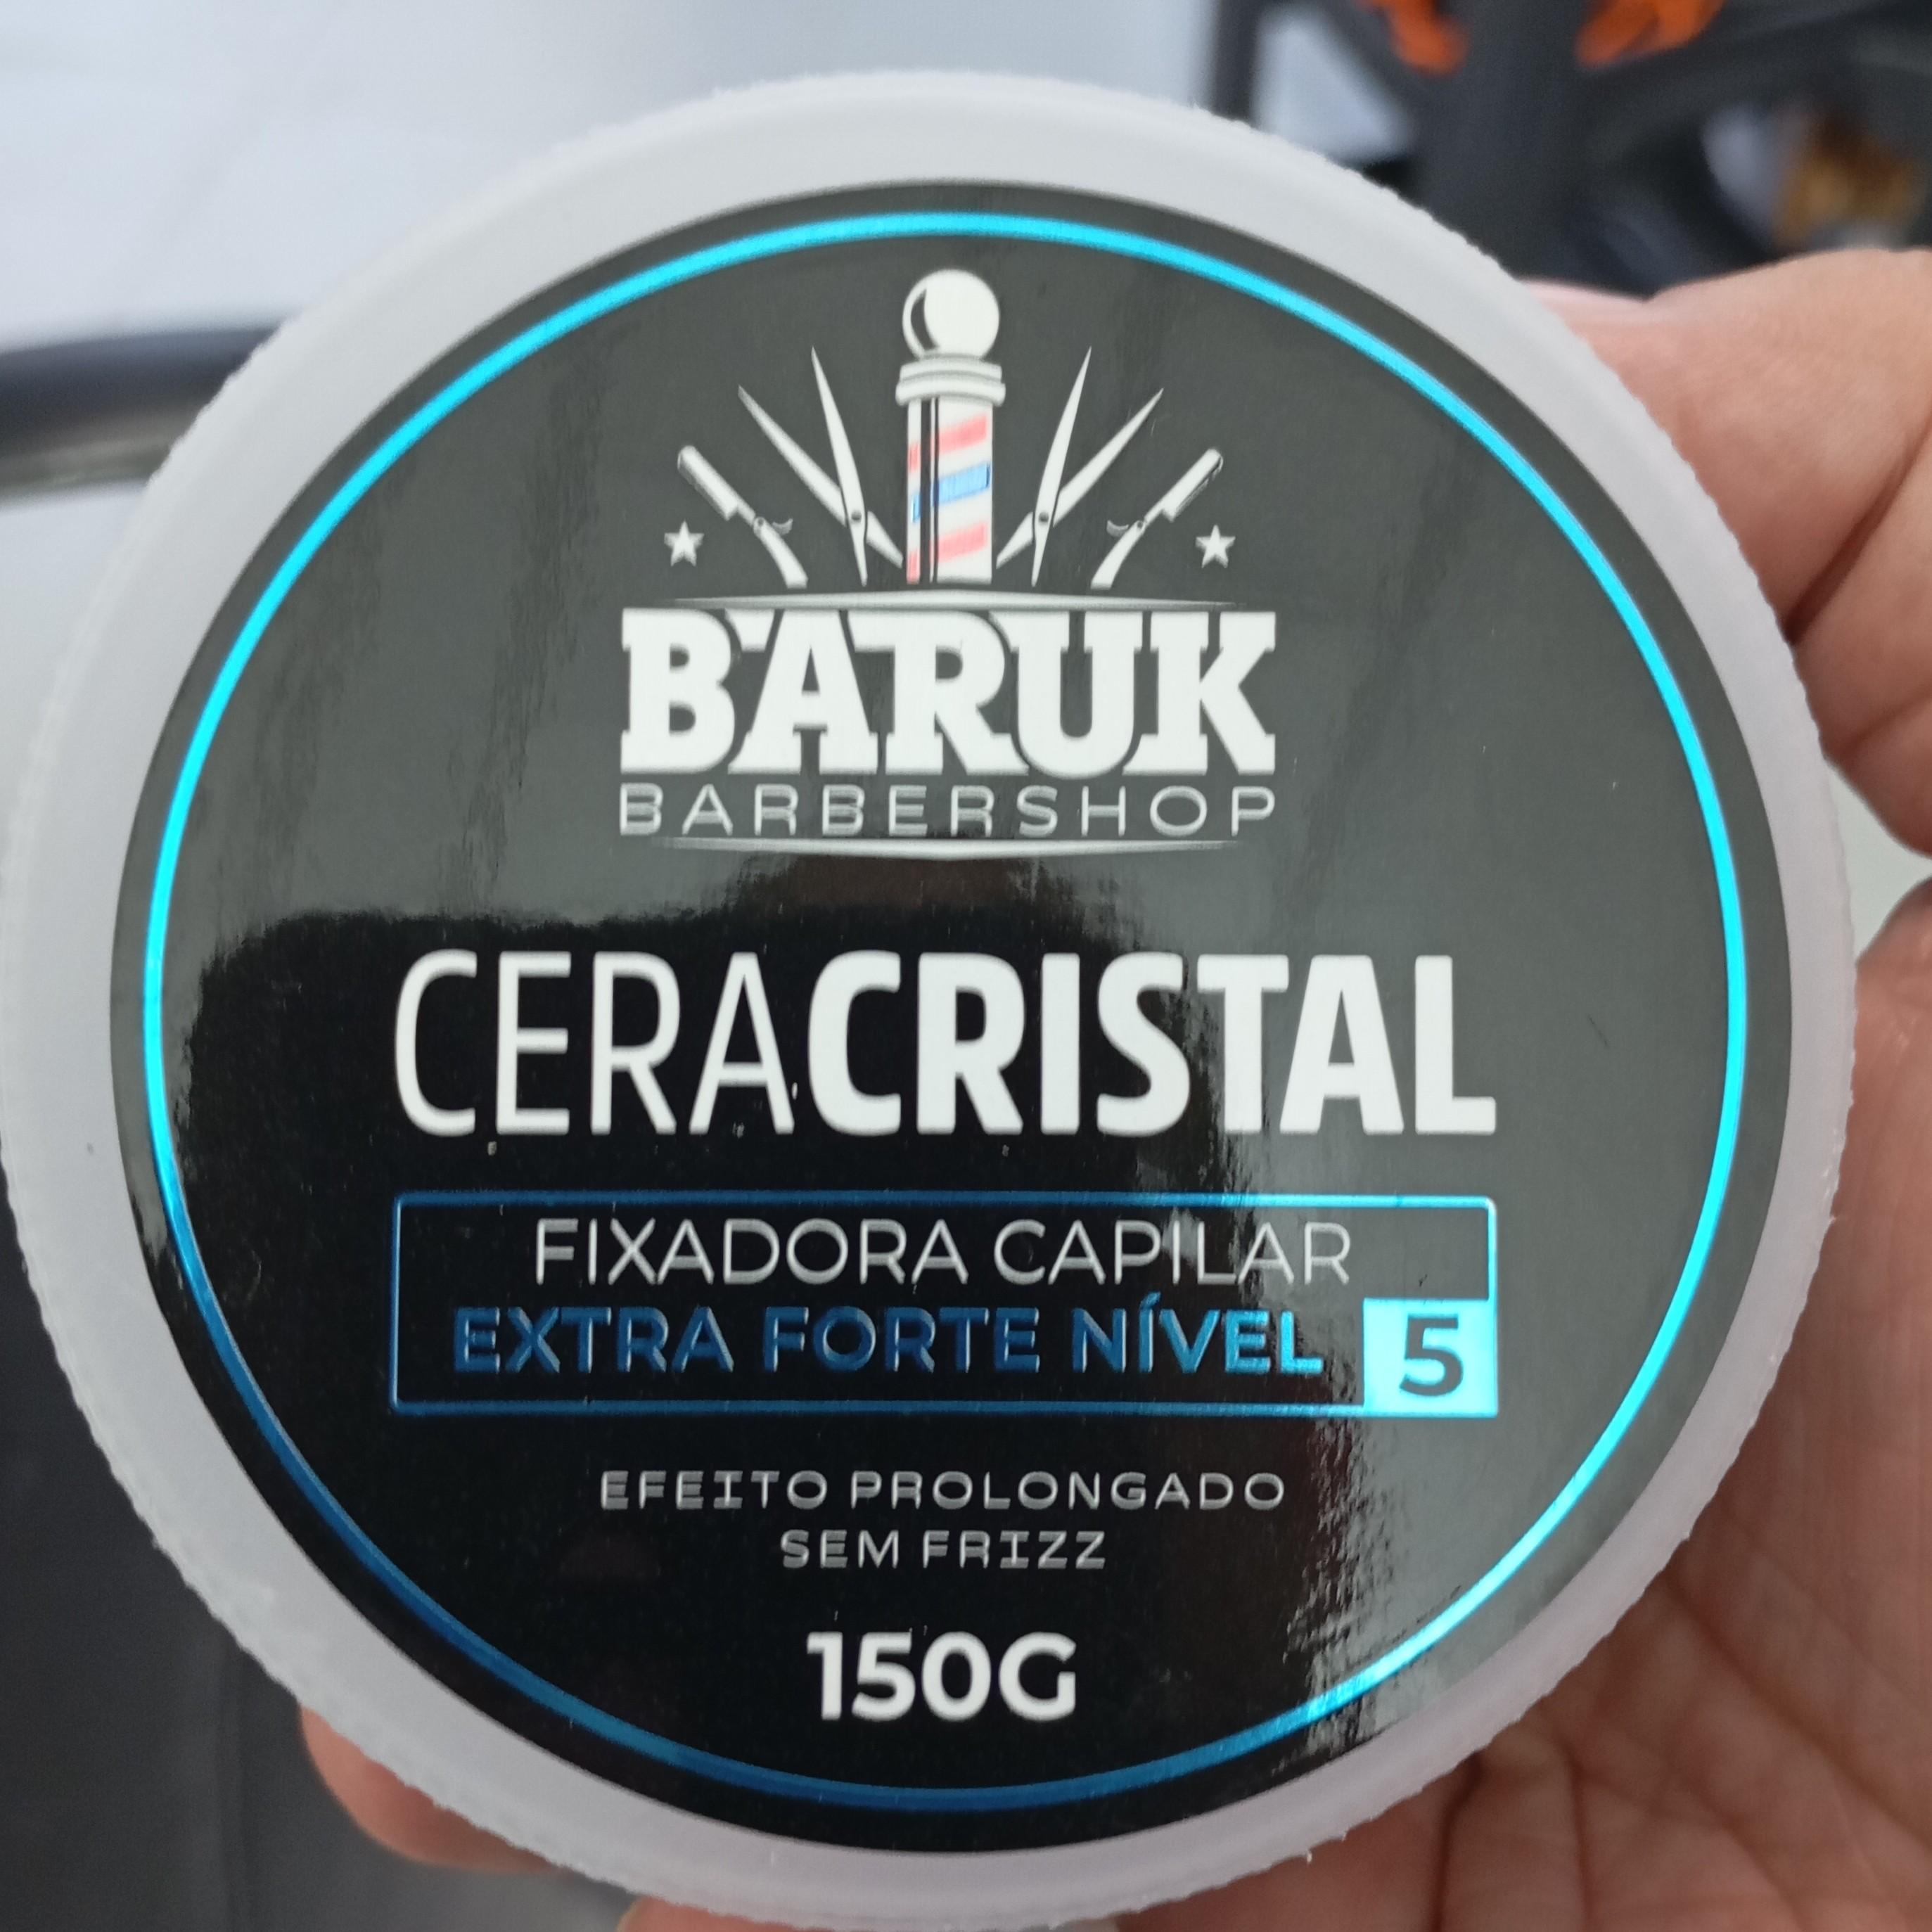 BARUK
BARBERSHOP
CERACRISTAL
FIXADORA CAPILAR
EXTRA FORTE NÍVEL 5
EFEITO PROLONGADO
SEM FRIZZ
150G